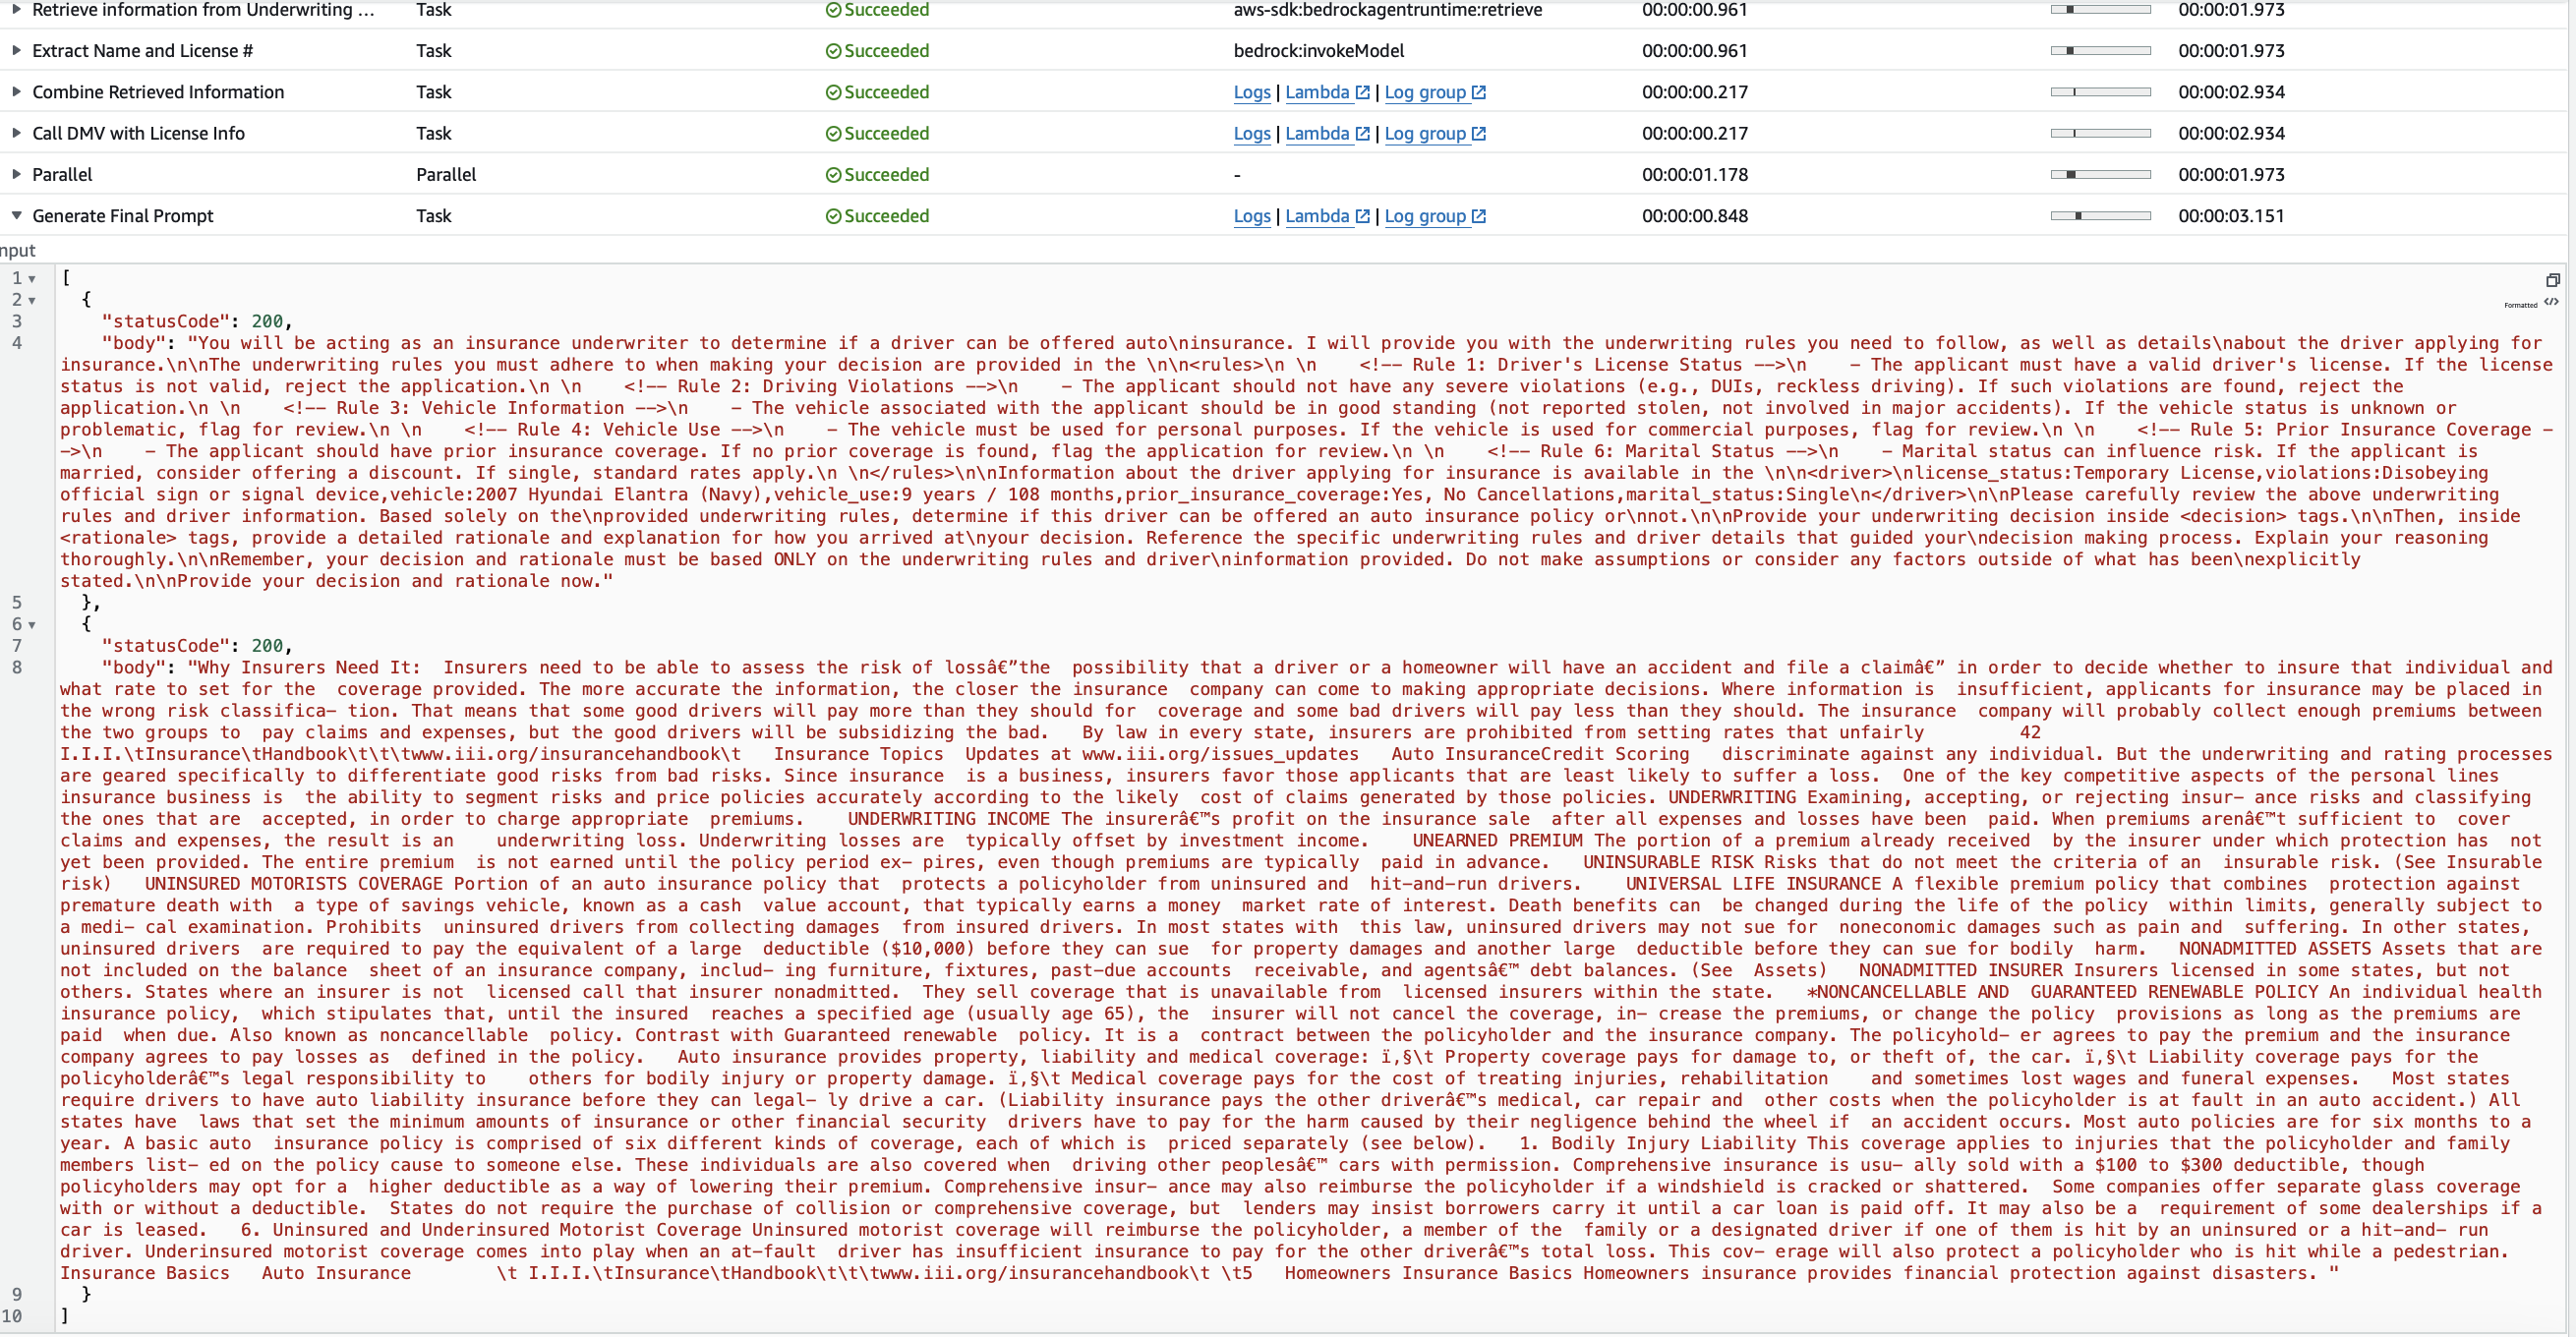 Retrieve information from Underwriting ... Task Succeeded aws-sdk:bedrockagentruntime:retrieve 00:00:00.961 00:00:01.973
Extract Name and License # Task Succeeded bedrock:invokeModel 00:00:00.961 00:00:01.973
Combine Retrieved Information Task Succeeded Logs | Lambda | Log group 00:00:00.217 00:00:02.934
Call DMV with License Info Task Succeeded Logs | Lambda | Log group 00:00:00.217 00:00:02.934
Parallel Parallel Succeeded - 00:00:01.178 00:00:01.973
Generate Final Prompt Task Succeeded Logs | Lambda | Log group 00:00:00.848 00:00:03.151
nput
1 [
2 {
Formatted </>
3 "statusCode": 200,
4 "body": "You will be acting as an insurance underwriter to determine if a driver can be offered auto\ninsurance. I will provide you with the underwriting rules you need to follow, as well as details\nabout the driver applying for
insurance.\n\nThe underwriting rules you must adhere to when making your decision are provided in the \n\n<rules>\n \n    <!-- Rule 1: Driver's License Status -->\n    - The applicant must have a valid driver's license. If the license
status is not valid, reject the application.\n \n    <!-- Rule 2: Driving Violations -->\n    - The applicant should not have any severe violations (e.g., DUIs, reckless driving). If such violations are found, reject the
application.\n \n    <!-- Rule 3: Vehicle Information -->\n    - The vehicle associated with the applicant should be in good standing (not reported stolen, not involved in major accidents). If the vehicle status is unknown or
problematic, flag for review.\n \n    <!-- Rule 4: Vehicle Use -->\n    - The vehicle must be used for personal purposes. If the vehicle is used for commercial purposes, flag for review.\n \n    <!-- Rule 5: Prior Insurance Coverage -
->\n    - The applicant should have prior insurance coverage. If no prior coverage is found, flag the application for review.\n \n    <!-- Rule 6: Marital Status -->\n    - Marital status can influence risk. If the applicant is
married, consider offering a discount. If single, standard rates apply.\n \n</rules>\n\nInformation about the driver applying for insurance is available in the \n\n<driver>\nlicense_status:Temporary License,violations:Disobeying
official sign or signal device,vehicle:2007 Hyundai Elantra (Navy),vehicle_use:9 years / 108 months,prior_insurance_coverage:Yes, No Cancellations,marital_status:Single\n</driver>\n\nPlease carefully review the above underwriting
rules and driver information. Based solely on the\nprovided underwriting rules, determine if this driver can be offered an auto insurance policy or\nnot.\n\nProvide your underwriting decision inside <decision> tags.\n\nThen, inside
<rationale> tags, provide a detailed rationale and explanation for how you arrived at\nyour decision. Reference the specific underwriting rules and driver details that guided your\ndecision making process. Explain your reasoning
thoroughly.\n\nRemember, your decision and rationale must be based ONLY on the underwriting rules and driver\ninformation provided. Do not make assumptions or consider any factors outside of what has been\nexplicitly
stated.\n\nProvide your decision and rationale now."
5 },
6 {
7 "statusCode": 200,
8 "body": "Why Insurers Need It:  Insurers need to be able to assess the risk of lossâ€”the  possibility that a driver or a homeowner will have an accident and file a claimâ€” in order to decide whether to insure that individual and
what rate to set for the  coverage provided. The more accurate the information, the closer the insurance  company can come to making appropriate decisions. Where information is  insufficient, applicants for insurance may be placed in
the wrong risk classifica- tion. That means that some good drivers will pay more than they should for  coverage and some bad drivers will pay less than they should. The insurance  company will probably collect enough premiums between
the two groups to  pay claims and expenses, but the good drivers will be subsidizing the bad.   By law in every state, insurers are prohibited from setting rates that unfairly         42
I.I.I.\tInsurance\tHandbook\t\t\twww.iii.org/insurancehandbook\t   Insurance Topics  Updates at www.iii.org/issues_updates   Auto InsuranceCredit Scoring   discriminate against any individual. But the underwriting and rating processes
are geared specifically to differentiate good risks from bad risks. Since insurance  is a business, insurers favor those applicants that are least likely to suffer a loss.  One of the key competitive aspects of the personal lines
insurance business is  the ability to segment risks and price policies accurately according to the likely  cost of claims generated by those policies. UNDERWRITING Examining, accepting, or rejecting insur- ance risks and classifying
the ones that are  accepted, in order to charge appropriate  premiums.    UNDERWRITING INCOME The insurerâ€™s profit on the insurance sale  after all expenses and losses have been  paid. When premiums arenâ€™t sufficient to  cover
claims and expenses, the result is an    underwriting loss. Underwriting losses are  typically offset by investment income.    UNEARNED PREMIUM The portion of a premium already received  by the insurer under which protection has  not
yet been provided. The entire premium  is not earned until the policy period ex- pires, even though premiums are typically  paid in advance.   UNINSURABLE RISK Risks that do not meet the criteria of an  insurable risk. (See Insurable
risk)   UNINSURED MOTORISTS COVERAGE Portion of an auto insurance policy that  protects a policyholder from uninsured and  hit-and-run drivers.    UNIVERSAL LIFE INSURANCE A flexible premium policy that combines  protection against
premature death with  a type of savings vehicle, known as a cash  value account, that typically earns a money  market rate of interest. Death benefits can  be changed during the life of the policy  within limits, generally subject to
a medi- cal examination. Prohibits  uninsured drivers from collecting damages  from insured drivers. In most states with  this law, uninsured drivers may not sue for  noneconomic damages such as pain and  suffering. In other states,
uninsured drivers  are required to pay the equivalent of a large  deductible ($10,000) before they can sue  for property damages and another large  deductible before they can sue for bodily  harm.   NONADMITTED ASSETS Assets that are
not included on the balance  sheet of an insurance company, includ- ing furniture, fixtures, past-due accounts  receivable, and agentsâ€™ debt balances. (See  Assets)   NONADMITTED INSURER Insurers licensed in some states, but not
others. States where an insurer is not  licensed call that insurer nonadmitted.  They sell coverage that is unavailable from  licensed insurers within the state.   *NONCANCELLABLE AND  GUARANTEED RENEWABLE POLICY An individual health
insurance policy,  which stipulates that, until the insured  reaches a specified age (usually age 65), the  insurer will not cancel the coverage, in- crease the premiums, or change the policy  provisions as long as the premiums are
paid  when due. Also known as noncancellable  policy. Contrast with Guaranteed renewable  policy. It is a  contract between the policyholder and the insurance company. The policyhold- er agrees to pay the premium and the insurance
company agrees to pay losses as  defined in the policy.   Auto insurance provides property, liability and medical coverage: ï‚§\t Property coverage pays for damage to, or theft of, the car. ï‚§\t Liability coverage pays for the
policyholderâ€™s legal responsibility to    others for bodily injury or property damage. ï‚§\t Medical coverage pays for the cost of treating injuries, rehabilitation    and sometimes lost wages and funeral expenses.   Most states
require drivers to have auto liability insurance before they can legal- ly drive a car. (Liability insurance pays the other driverâ€™s medical, car repair and  other costs when the policyholder is at fault in an auto accident.) All
states have  laws that set the minimum amounts of insurance or other financial security  drivers have to pay for the harm caused by their negligence behind the wheel if  an accident occurs. Most auto policies are for six months to a
year. A basic auto  insurance policy is comprised of six different kinds of coverage, each of which is  priced separately (see below).   1. Bodily Injury Liability This coverage applies to injuries that the policyholder and family
members list- ed on the policy cause to someone else. These individuals are also covered when  driving other peoplesâ€™ cars with permission. Comprehensive insurance is usu- ally sold with a $100 to $300 deductible, though
policyholders may opt for a  higher deductible as a way of lowering their premium. Comprehensive insur- ance may also reimburse the policyholder if a windshield is cracked or shattered.  Some companies offer separate glass coverage
with or without a deductible.  States do not require the purchase of collision or comprehensive coverage, but  lenders may insist borrowers carry it until a car loan is paid off. It may also be a  requirement of some dealerships if a
car is leased.   6. Uninsured and Underinsured Motorist Coverage Uninsured motorist coverage will reimburse the policyholder, a member of the  family or a designated driver if one of them is hit by an uninsured or a hit-and- run
driver. Underinsured motorist coverage comes into play when an at-fault  driver has insufficient insurance to pay for the other driverâ€™s total loss. This cov- erage will also protect a policyholder who is hit while a pedestrian.
Insurance Basics   Auto Insurance        \t I.I.I.\tInsurance\tHandbook\t\t\twww.iii.org/insurancehandbook\t \t5   Homeowners Insurance Basics Homeowners insurance provides financial protection against disasters. "
9 }
10 ]